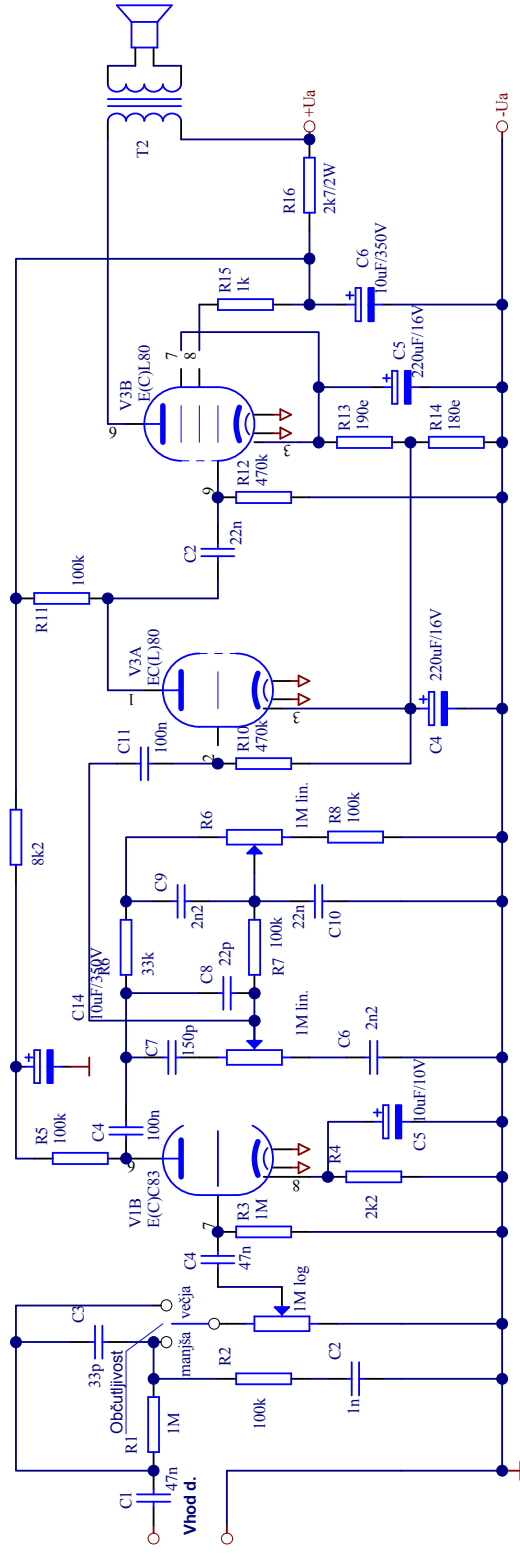 Vhod d.
C1
47n
R1
1M
Občutljivost
C3
33p
večja
manjša
R2
100k
C2
1n
1M log
C4
47n
R3
1M
7
V1B
E(C)C83
6
8
R5
100k
C4
100n
R4
2k2
C5
10uF/10V
C14
10uF/350V
C7
150p
1M lin.
C6
2n2
R6
33k
C8
22p
R7
100k
C9
2n2
C10
22n
R6
1M lin.
R8
100k
8k2
C11
100n
2
R10
470k
V3A
EC(L)80
1
3
C4
220uF/16V
R11
100k
C2
22n
9
R12
470k
V3B
E(C)L80
6
7
8
3
R13
190e
R14
180e
C5
220uF/16V
R15
1k
C6
10uF/350V
R16
2k7/2W
T2
+Ua
-Ua